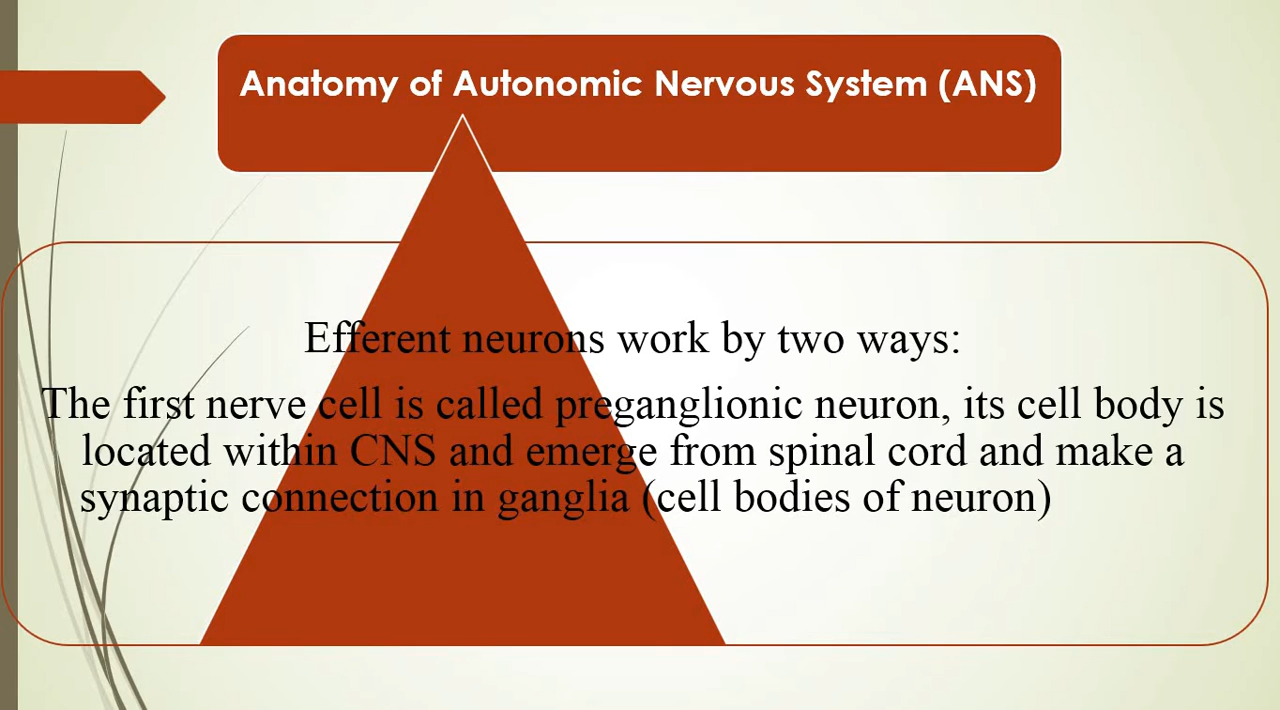 Anatomy of Autonomic Nervous System (ANS)
Efferent neurons work by two ways:
The first nerve cell is called preganglionic neuron, its cell body is
located within CNS and emerge from spinal cord and make a
synaptic connection in ganglia (cell bodies of neuron)